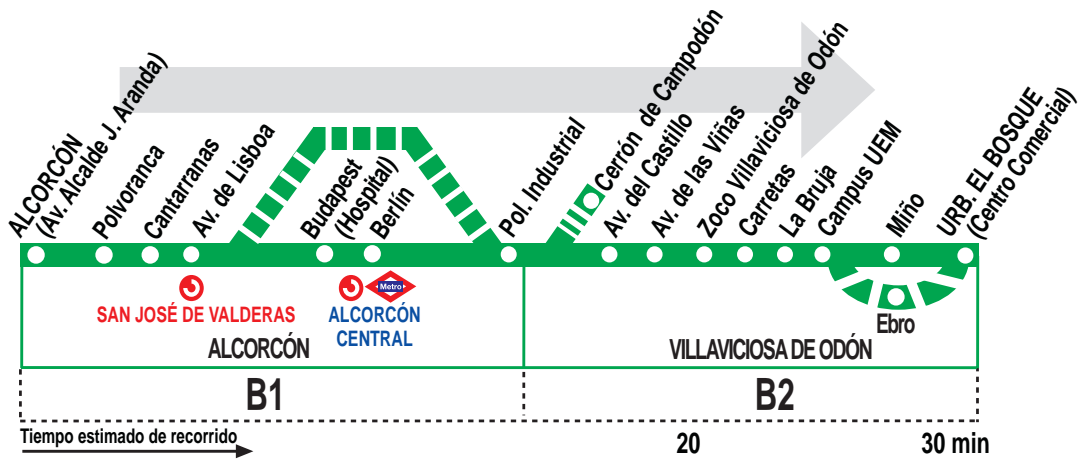 ALCORCÓN
(Av. Alcalde J. Aranda)
Polvoranca
Cantarranas
Av. de Lisboa
Budapest
(Hospital)
Berlín
Pol. Industrial
Cerrón de Campodón
Av. del Castillo
Av. de las Viñas
Zoco Villaviciosa de Odón
Carretas
La Bruja
Campus UEM
Miño
URB. EL BOSQUE
(Centro Comercial)
Metro
SAN JOSÉ DE VALDERAS
ALCORCÓN
CENTRAL
Ebro
ALCORCÓN
VILLAVICIOSA DE ODÓN
B1
B2
Tiempo estimado de recorrido
20
30 min